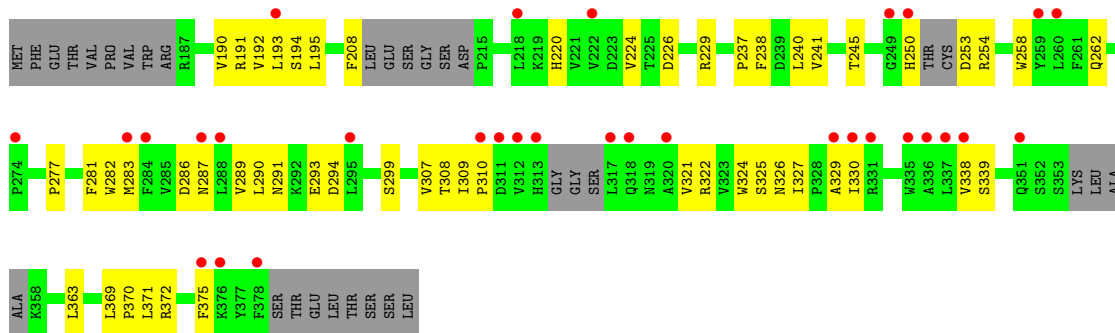 MET PHE GLU THR VAL PRO VAL TRP ARG R187 V190 R191 V192 L193 S194 L195 F208 LEU GLU SER GLY SER ASP P215 L218 K219 H220 V221 V222 D223 V224 T225 D226 R229 P237 F238 D239 L240 V241 T245 G249 H250 THR CYS D253 R254 W258 Y259 L260 F261 Q262
P274 P277 F281 W282 M283 F284 V285 D286 N287 L288 V289 L290 N291 K292 E293 D294 L295 S299 V307 T308 I309 P310 D311 V312 H313 GLY GLY SER L317 Q318 N319 A320 V321 R322 V323 W324 S325 N326 I327 P328 A329 I330 R331 W335 A336 L337 V338 S339 Q351 S352 S353 LYS LEU ALA
ALA K358 L363 L369 P370 L371 R372 F375 K376 Y377 F378 SER THR GLU LEU THR SER SER LEU